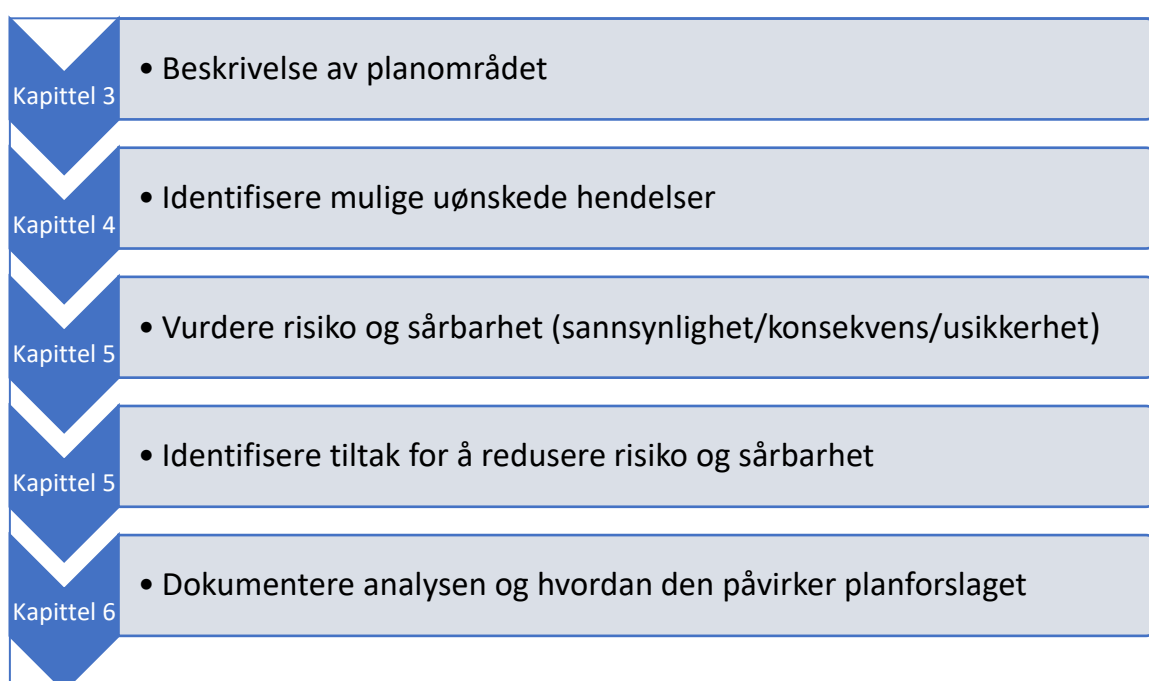 Kapittel 3
• Beskrivelse av planområdet
Kapittel 4
• Identifisere mulige uønskede hendelser
Kapittel 5
• Vurdere risiko og sårbarhet (sannsynlighet/konsekvens/usikkerhet)
Kapittel 5
• Identifisere tiltak for å redusere risiko og sårbarhet
Kapittel 6
• Dokumentere analysen og hvordan den påvirker planforslaget